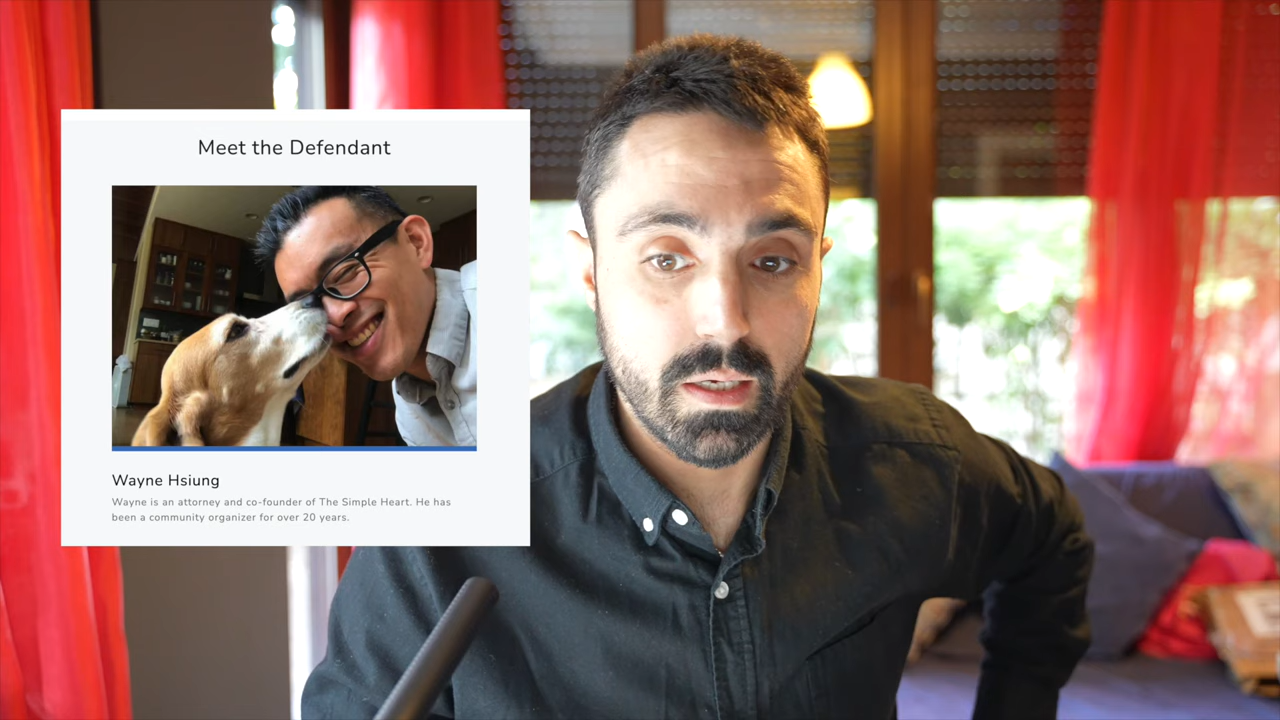 Meet the Defendant
Wayne Hsiung
Wayne is an attorney and co-founder of The Simple Heart. He has
been a community organizer for over 20 years.